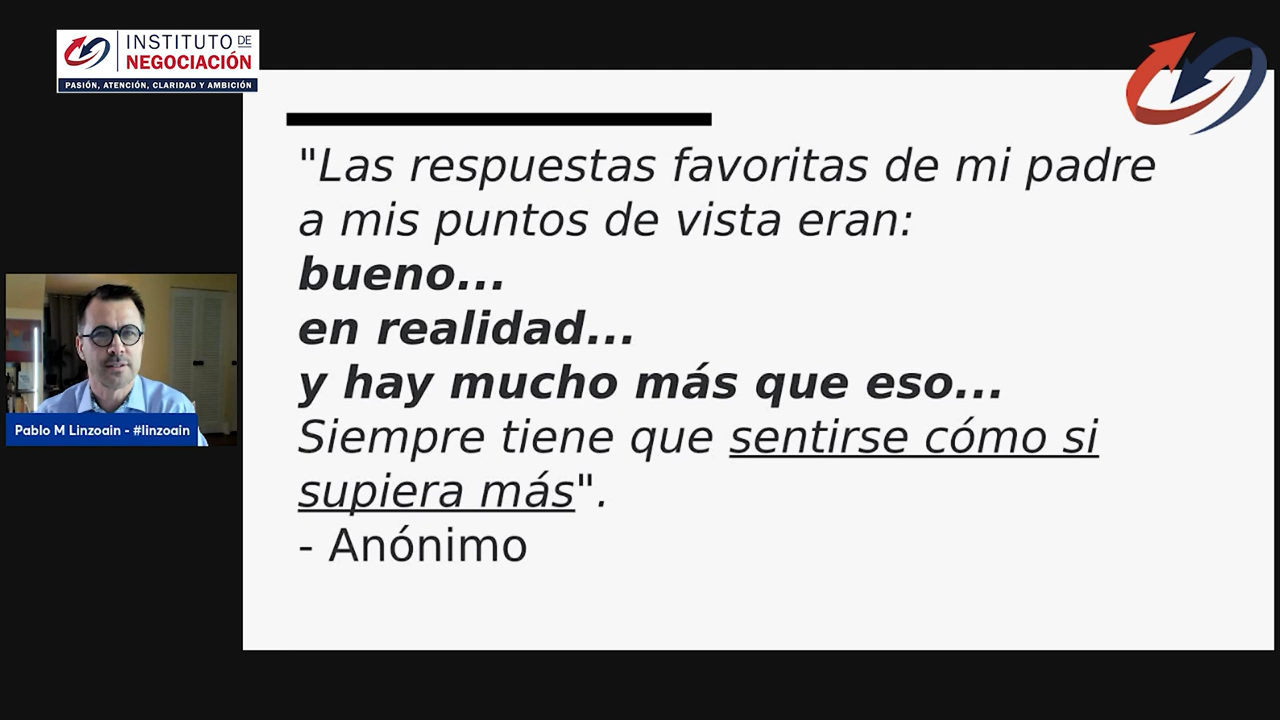 INSTITUTO DE
NEGOCIACIÓN
PASIÓN, ATENCIÓN, CLARIDAD Y AMBICIÓN
"Las respuestas favoritas de mi padre
a mis puntos de vista eran:
bueno...
en realidad...
y hay mucho más que eso...
Siempre tiene que sentirse cómo si
supiera más".
- Anónimo
Pablo M Linzoain - #linzoain